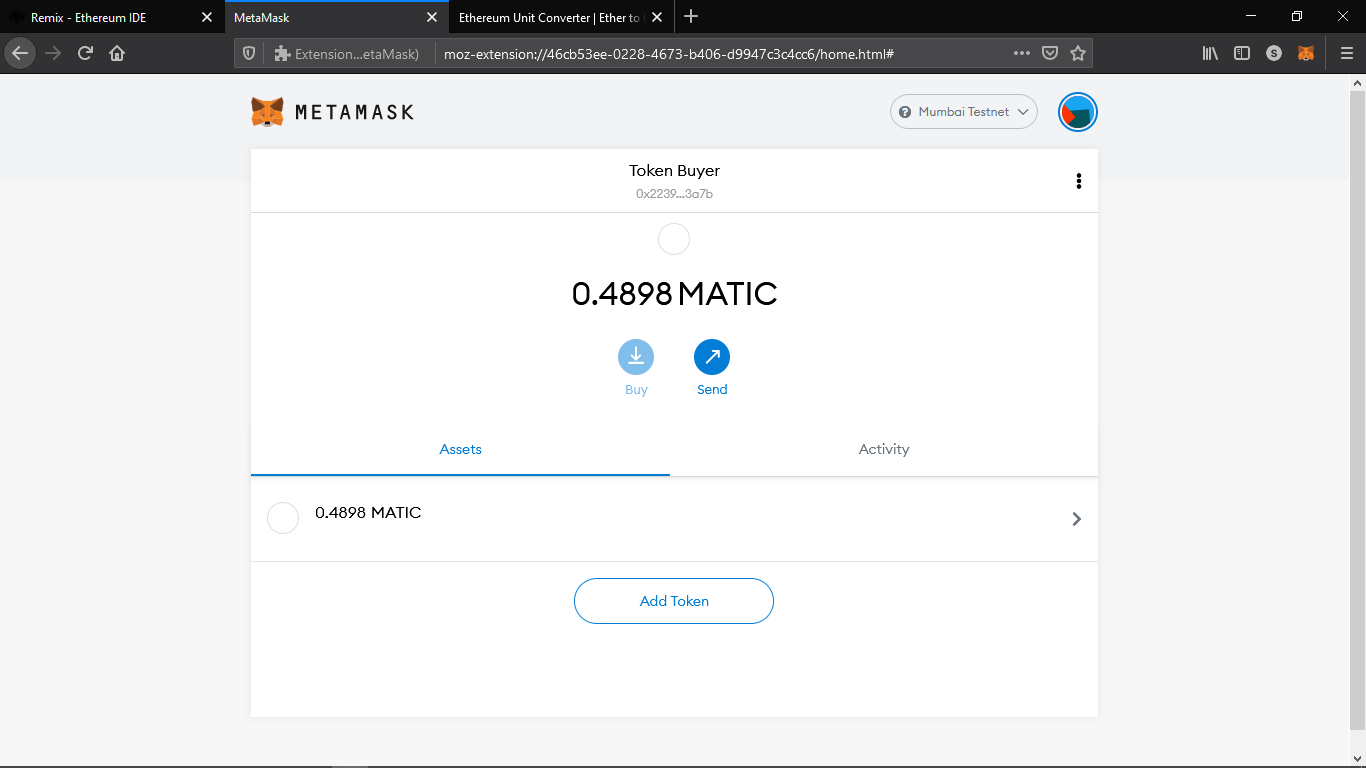 Remix - Ethereum IDE
MetaMask
Ethereum Unit Converter | Ether to
Extension...etaMask)
moz-extension://46cb53ee-0228-4673-b406-d9947c3c4cc6/home.html#
S
METAMASK
? Mumbai Testnet
Token Buyer
0x2239...3a7b
0.4898 MATIC
Buy
Send
Assets
Activity
0.4898 MATIC
Add Token